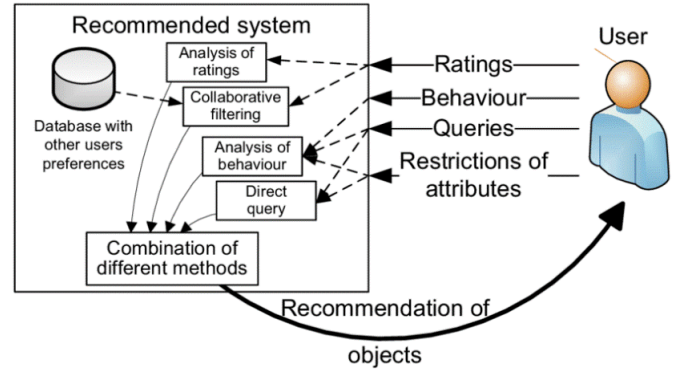 Recommended system
User
Analysis of
ratings
Ratings
Collaborative
filtering
Behaviour
Database with
other users
preferences
Queries
Analysis of
behaviour
Restrictions of
attributes
Direct
query
Combination of
different methods
Recommendation of
objects